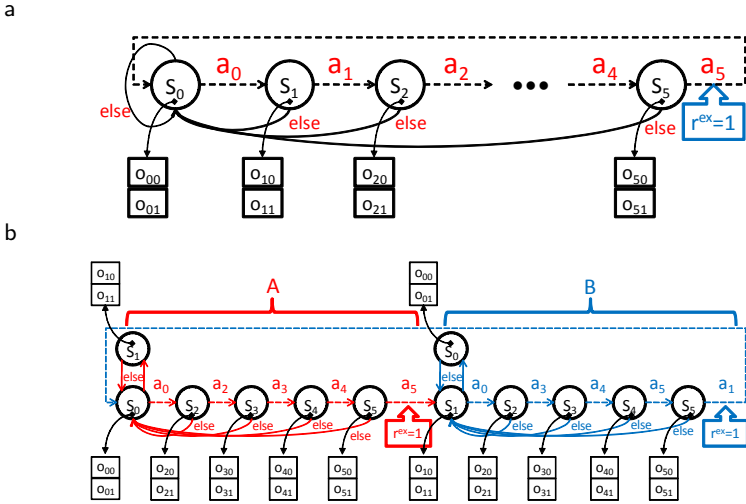 a
a₀ a₁ a₂ a₄ a₅
S₀ S₁ S₂ ••• S₅
else else else else
rᵉˣ=1
o₀₀ o₁₀ o₂₀ o₅₀
o₀₁ o₁₁ o₂₁ o₅₁
b
o₁₀ o₀₀
o₁₁ o₀₁
A B
S₁ S₀
else else
a₀ a₂ a₃ a₄ a₅ a₀ a₃ a₄ a₅ a₁
S₀ S₂ S₃ S₄ S₅ S₁ S₂ S₃ S₄ S₅
else else else else else else else else
rᵉˣ=1 rᵉˣ=1
o₀₀ o₂₀ o₃₀ o₄₀ o₅₀ o₁₀ o₂₀ o₃₀ o₄₀ o₅₀
o₀₁ o₂₁ o₃₁ o₄₁ o₅₁ o₁₁ o₂₁ o₃₁ o₄₁ o₅₁